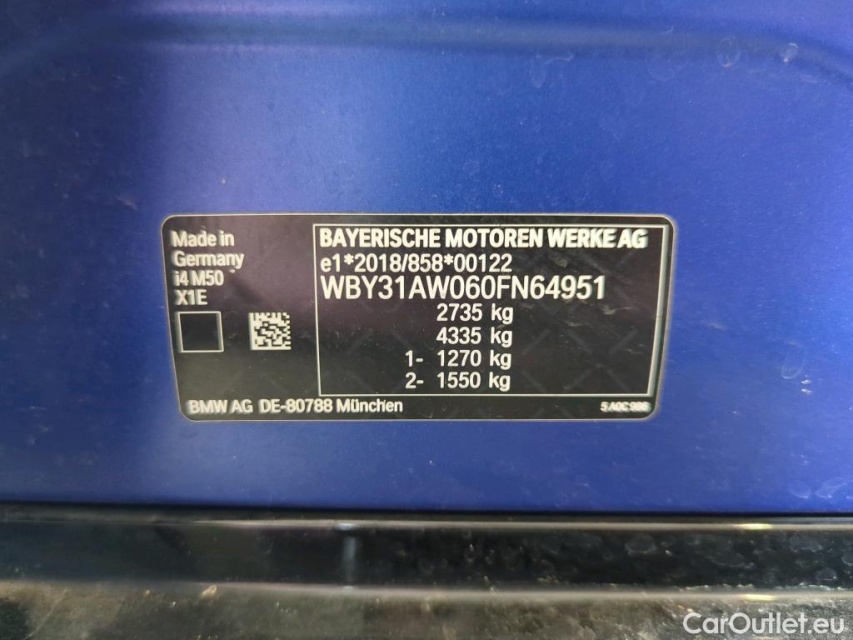 Made in
Germany
i4 M50
X1E
BAYERISCHE MOTOREN WERKE AG
e1*2018/858*00122
WBY31AW060FN64951
2735 kg
4335 kg
1- 1270 kg
2- 1550 kg
BMW AG DE-80788 München
CarOutlet.eu